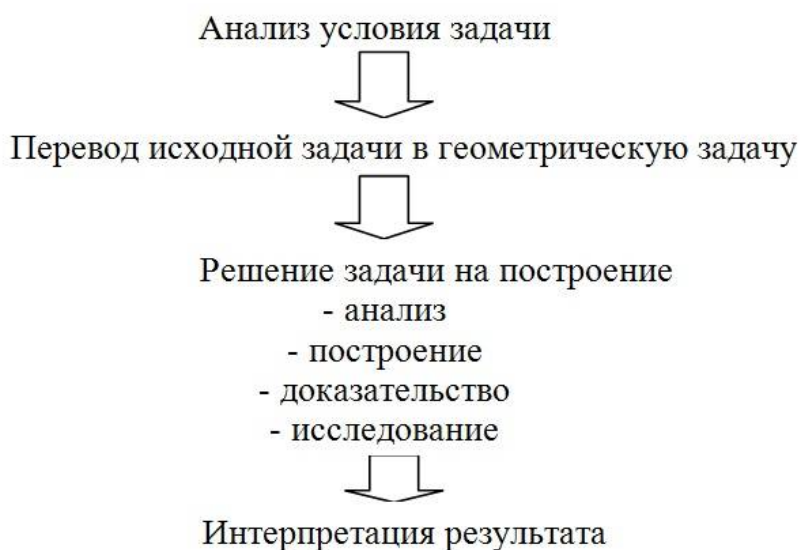 Анализ условия задачи
Перевод исходной задачи в геометрическую задачу
Решение задачи на построение
- анализ
- построение
- доказательство
- исследование
Интерпретация результата